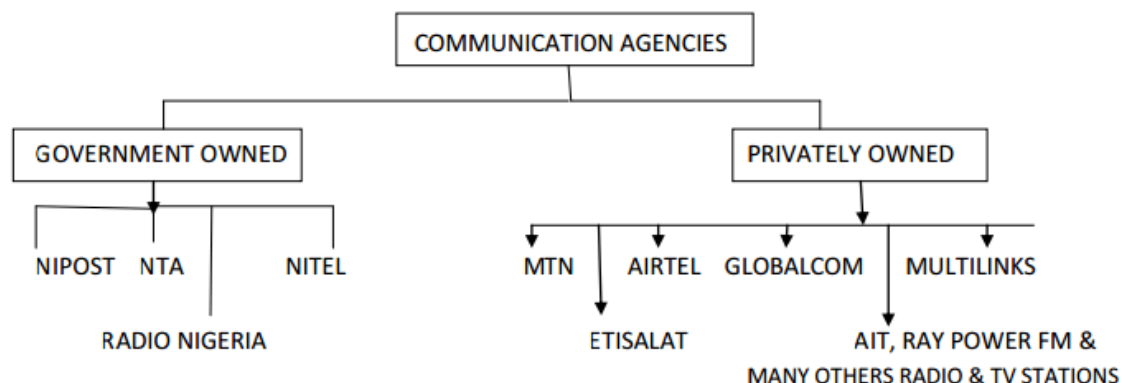 COMMUNICATION AGENCIES
GOVERNMENT OWNED
PRIVATELY OWNED
NIPOST NTA NITEL
MTN AIRTEL GLOBALCOM MULTILINKS
RADIO NIGERIA
ETISALAT
AIT, RAY POWER FM &
MANY OTHERS RADIO & TV STATIONS